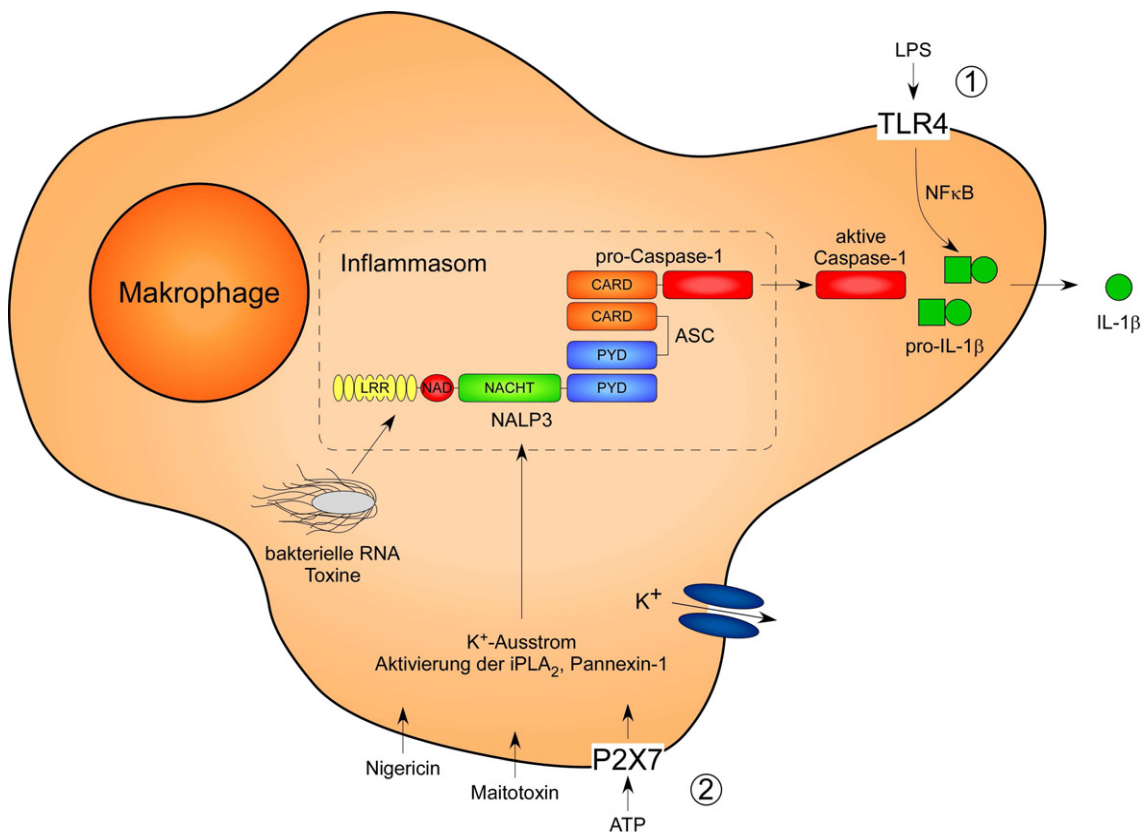 LPS
①
TLR4
NFκB
Makrophage
Inflammasom
pro-Caspase-1
aktive
Caspase-1
CARD
CARD
ASC
PYD
PYD
LRR
NAD
NACHT
NALP3
pro-IL-1β
IL-1β
bakterielle RNA
Toxine
K⁺
K⁺-Ausstrom
Aktivierung der iPLA₂, Pannexin-1
Nigericin
Maitotoxin
P2X7
②
ATP